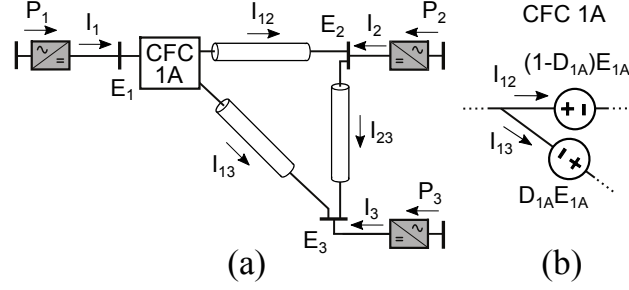 P₁
I₁
E₁
CFC
1A
I₁₂
E₂
I₂
P₂
~
=
~
=
I₁₃
I₂₃
E₃
I₃
P₃
=
~
(a)
CFC 1A
I₁₂
(1-D₁ₐ)E₁ₐ
+ -
I₁₃
- +
D₁ₐE₁ₐ
(b)